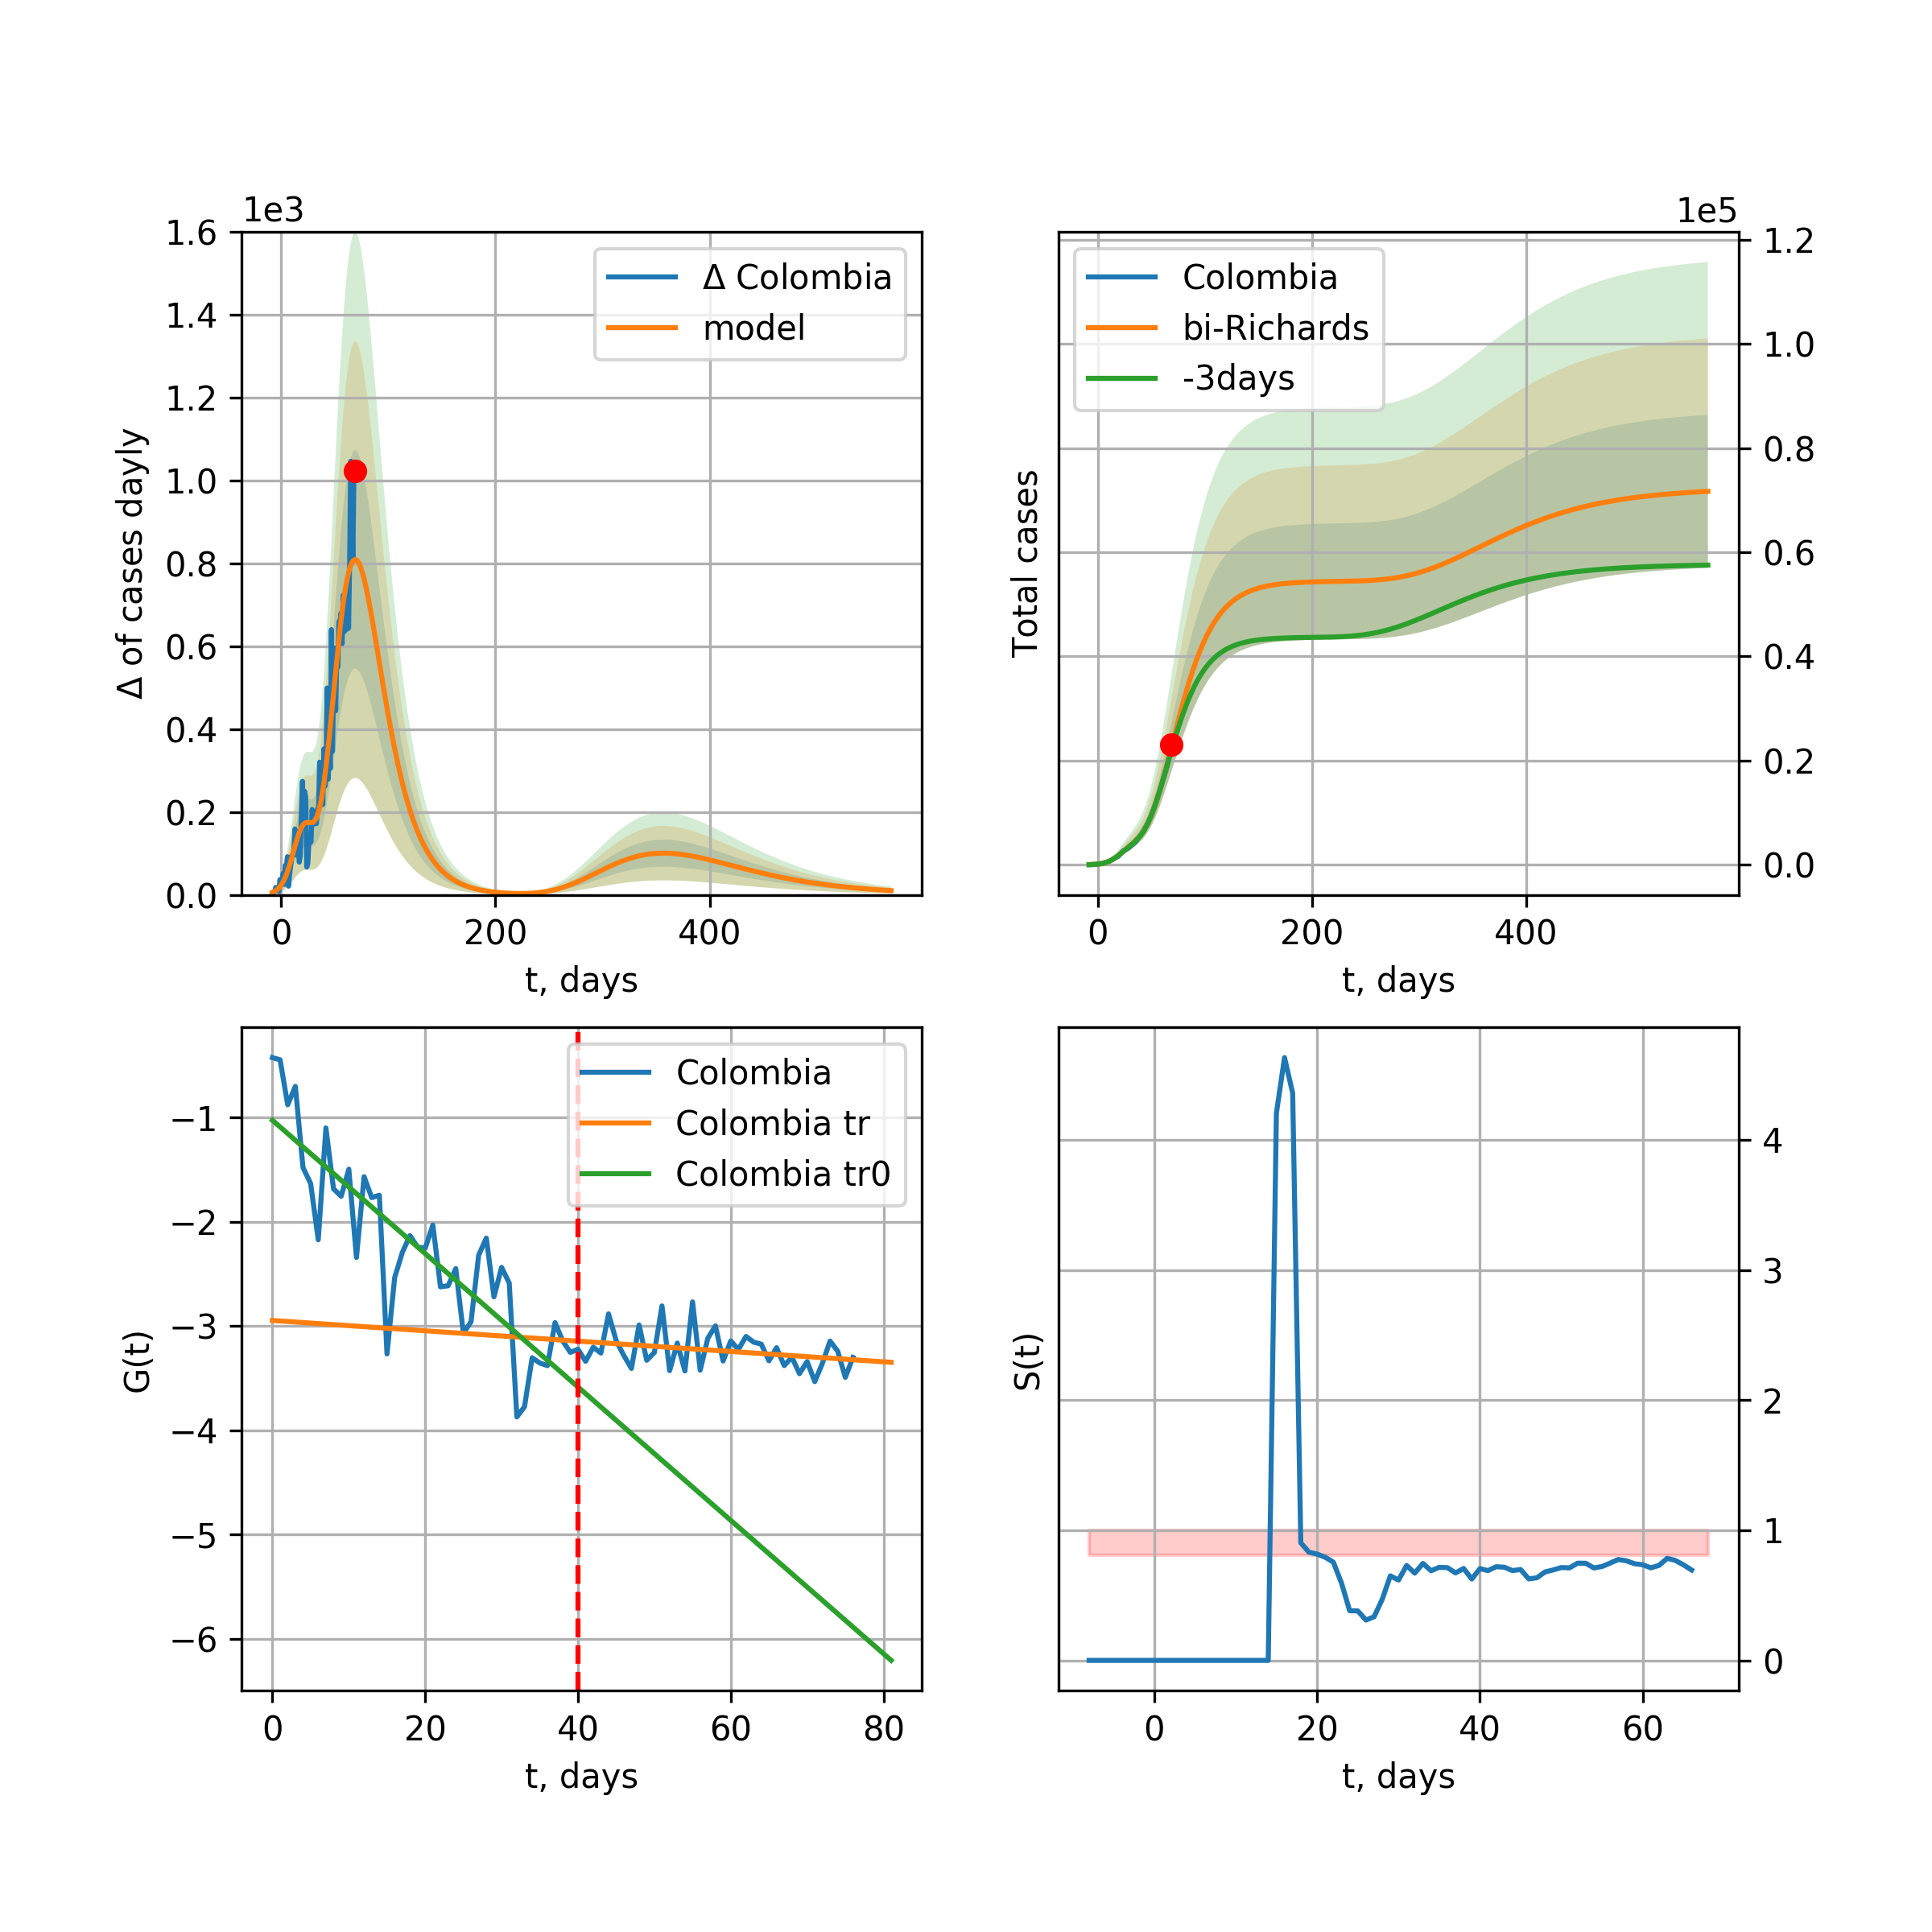 1e3
1.6
1.4
1.2
1.0
0.8
0.6
0.4
0.2
0.0
Δ of cases dayly
Δ Colombia
model
0 200 400
t, days
1e5
1.2
1.0
0.8
0.6
0.4
0.2
0.0
Total cases
Colombia
bi-Richards
-3days
0 200 400
t, days
−1
−2
−3
−4
−5
−6
G(t)
Colombia
Colombia tr
Colombia tr0
0 20 40 60 80
t, days
S(t)
4
3
2
1
0
0 20 40 60
t, days